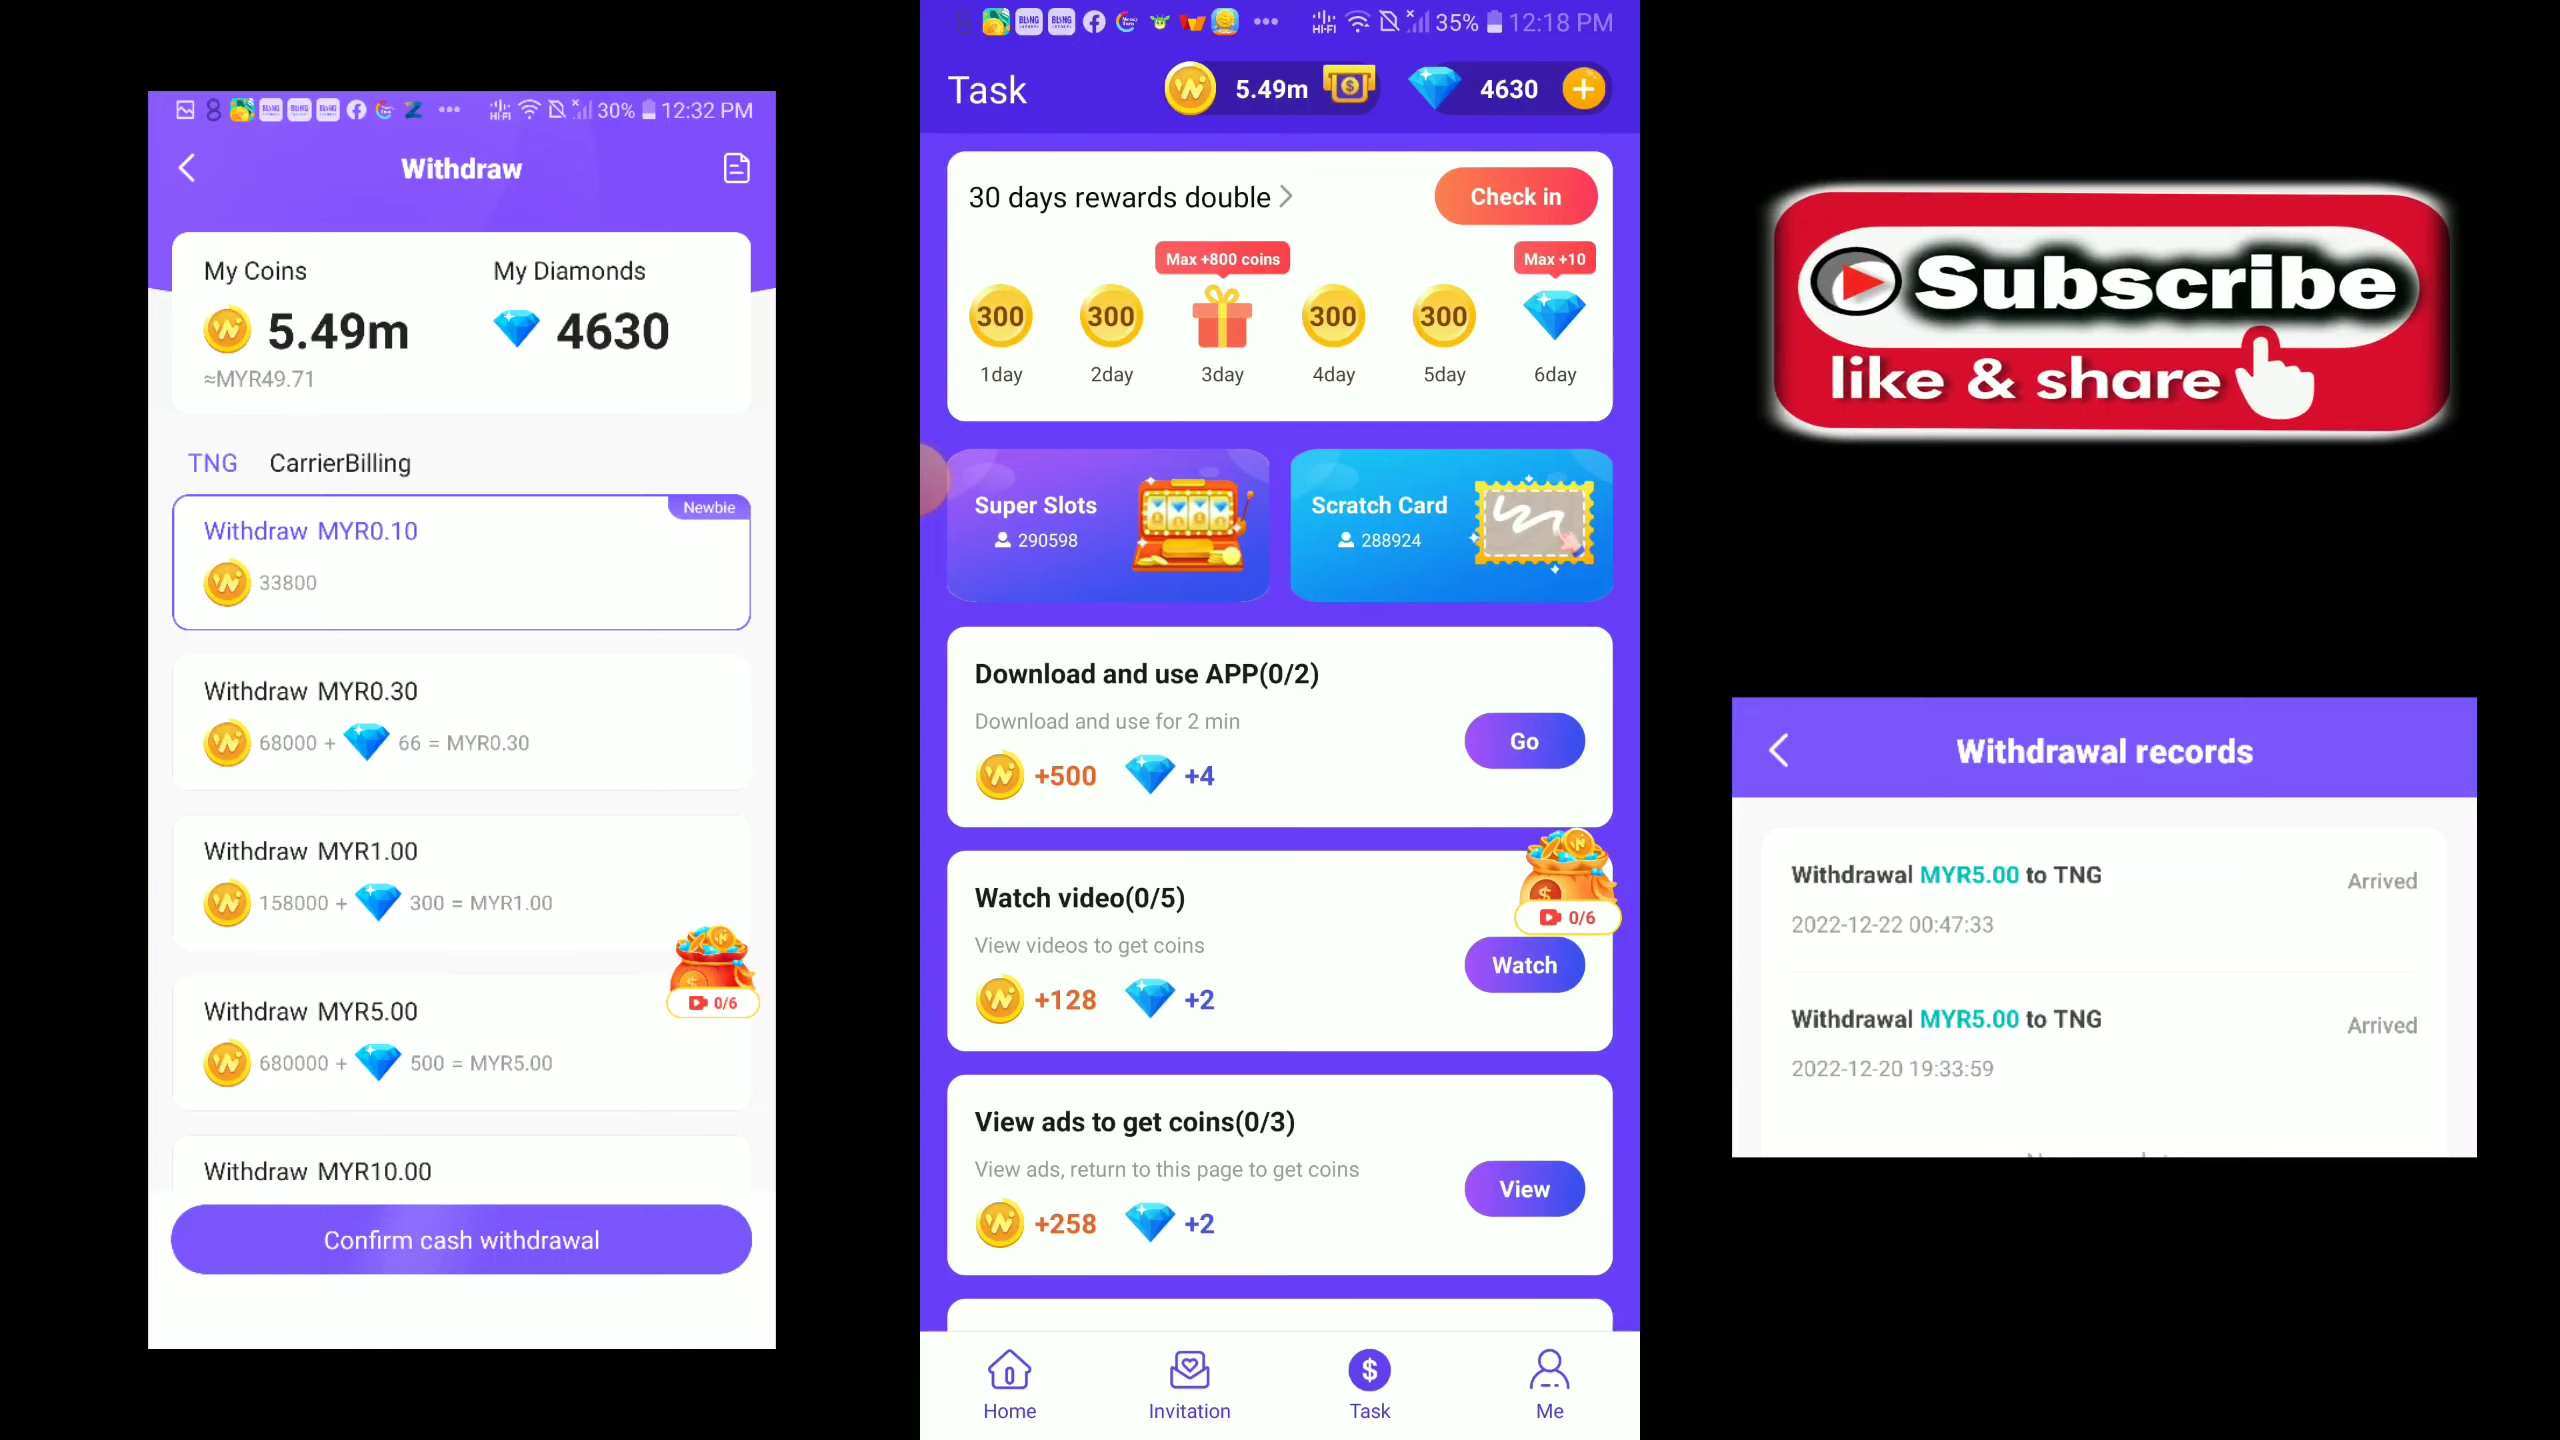 30% 12:32 PM
Withdraw
My Coins
My Diamonds
5.49m
4630
≈MYR49.71
TNG
CarrierBilling
Newbie
Withdraw MYR0.10
33800
Withdraw MYR0.30
68000 + 66 = MYR0.30
Withdraw MYR1.00
158000 + 300 = MYR1.00
0/6
Withdraw MYR5.00
680000 + 500 = MYR5.00
Withdraw MYR10.00
Confirm cash withdrawal
35% 12:18 PM
Task
5.49m
4630
30 days rewards double
Check in
Max +800 coins
Max +10
300
300
300
300
1day
2day
3day
4day
5day
6day
Super Slots
290598
Scratch Card
288924
Download and use APP(0/2)
Download and use for 2 min
Go
+500
+4
Watch video(0/5)
0/6
View videos to get coins
Watch
+128
+2
View ads to get coins(0/3)
View ads, return to this page to get coins
View
+258
+2
Home
Invitation
Task
Me
Subscribe
like & share
Withdrawal records
Withdrawal MYR5.00 to TNG
Arrived
2022-12-22 00:47:33
Withdrawal MYR5.00 to TNG
Arrived
2022-12-20 19:33:59